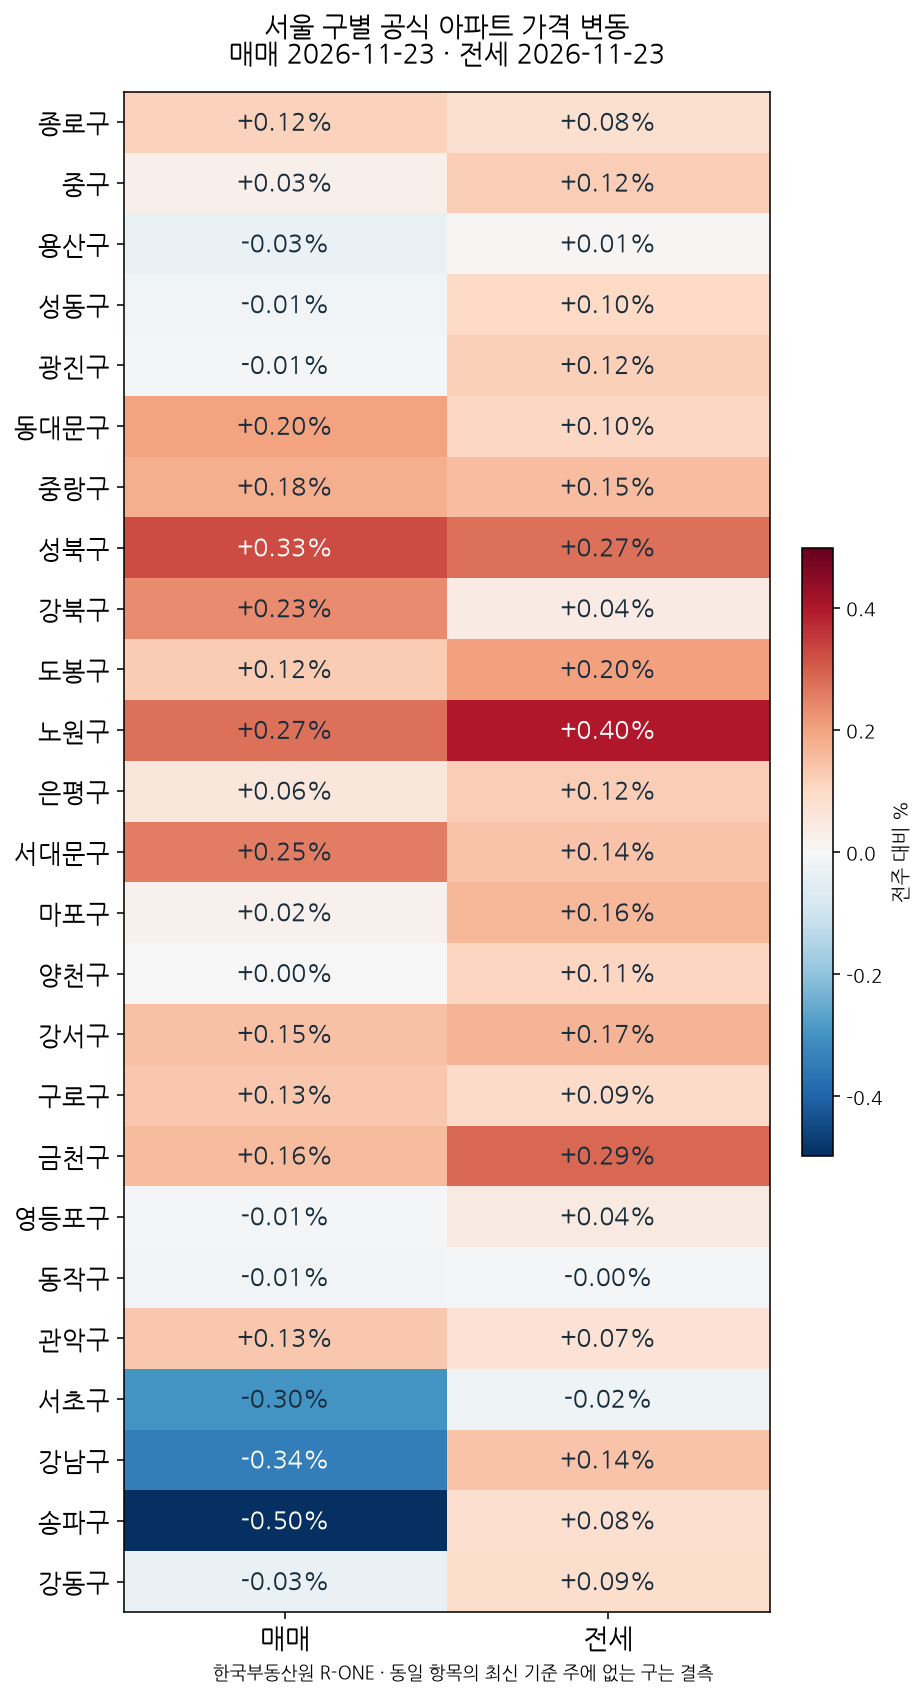 서울 구별 공식 아파트 가격 변동
매매 2026-11-23 · 전세 2026-11-23
종로구 +0.12% +0.08%
중구 +0.03% +0.12%
용산구 -0.03% +0.01%
성동구 -0.01% +0.10%
광진구 -0.01% +0.12%
동대문구 +0.20% +0.10%
중랑구 +0.18% +0.15%
성북구 +0.33% +0.27%
강북구 +0.23% +0.04%
도봉구 +0.12% +0.20%
노원구 +0.27% +0.40%
은평구 +0.06% +0.12%
서대문구 +0.25% +0.14%
마포구 +0.02% +0.16%
양천구 +0.00% +0.11%
강서구 +0.15% +0.17%
구로구 +0.13% +0.09%
금천구 +0.16% +0.29%
영등포구 -0.01% +0.04%
동작구 -0.01% -0.00%
관악구 +0.13% +0.07%
서초구 -0.30% -0.02%
강남구 -0.34% +0.14%
송파구 -0.50% +0.08%
강동구 -0.03% +0.09%
매매 전세
0.4
0.2
0.0
-0.2
-0.4
전주 대비 %
한국부동산원 R-ONE · 동일 항목의 최신 기준 주에 없는 구는 결측